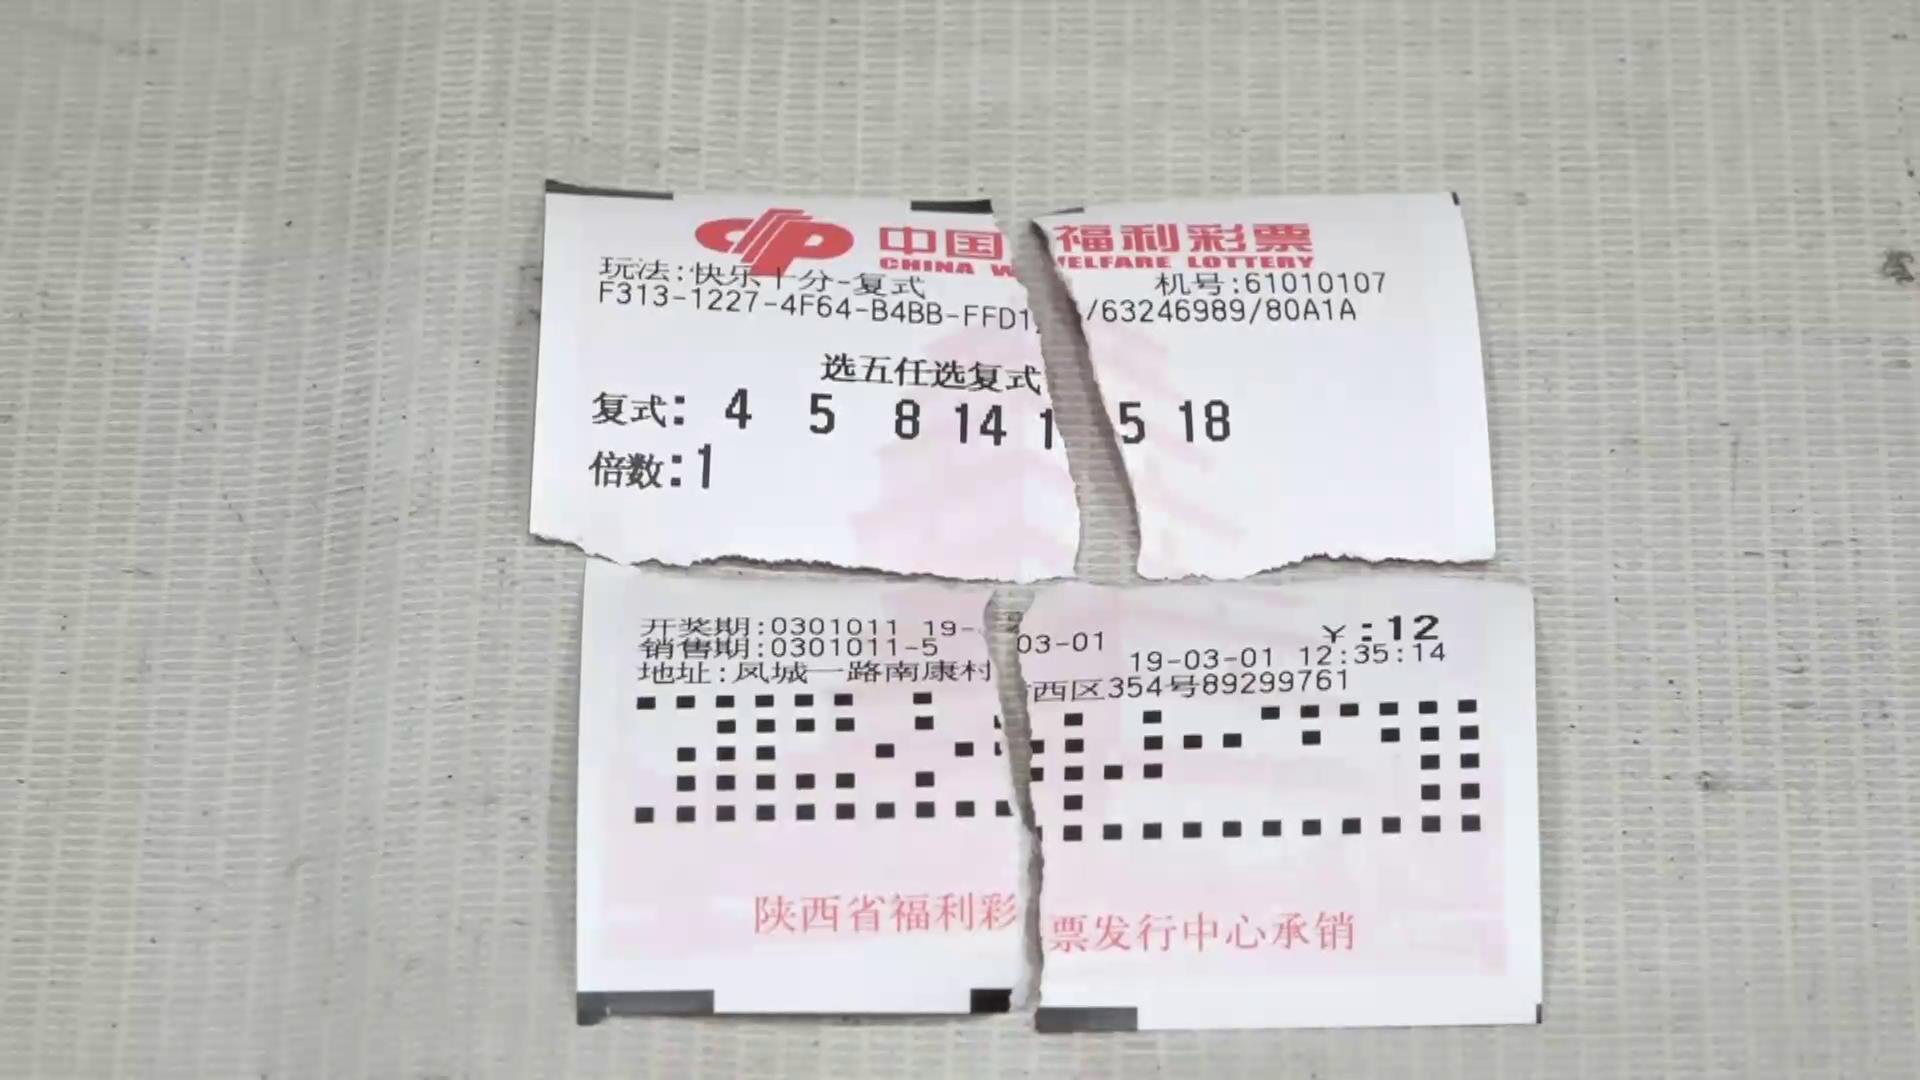 中国福利彩票
CHINA WELFARE LOTTERY
玩法:快乐十分-复式 机号:61010107
F313-1227-4F64-B4BB-FFD1 /63246989/80A1A
选五任选复式
复式: 4 5 8 14 15 18
倍数:1
开奖期:0301011 19-03-01 ¥:12
销售期:0301011-5 19-03-01 12:35:14
地址:凤城一路南康村 西区354号89299761
陕西省福利彩票发行中心承销